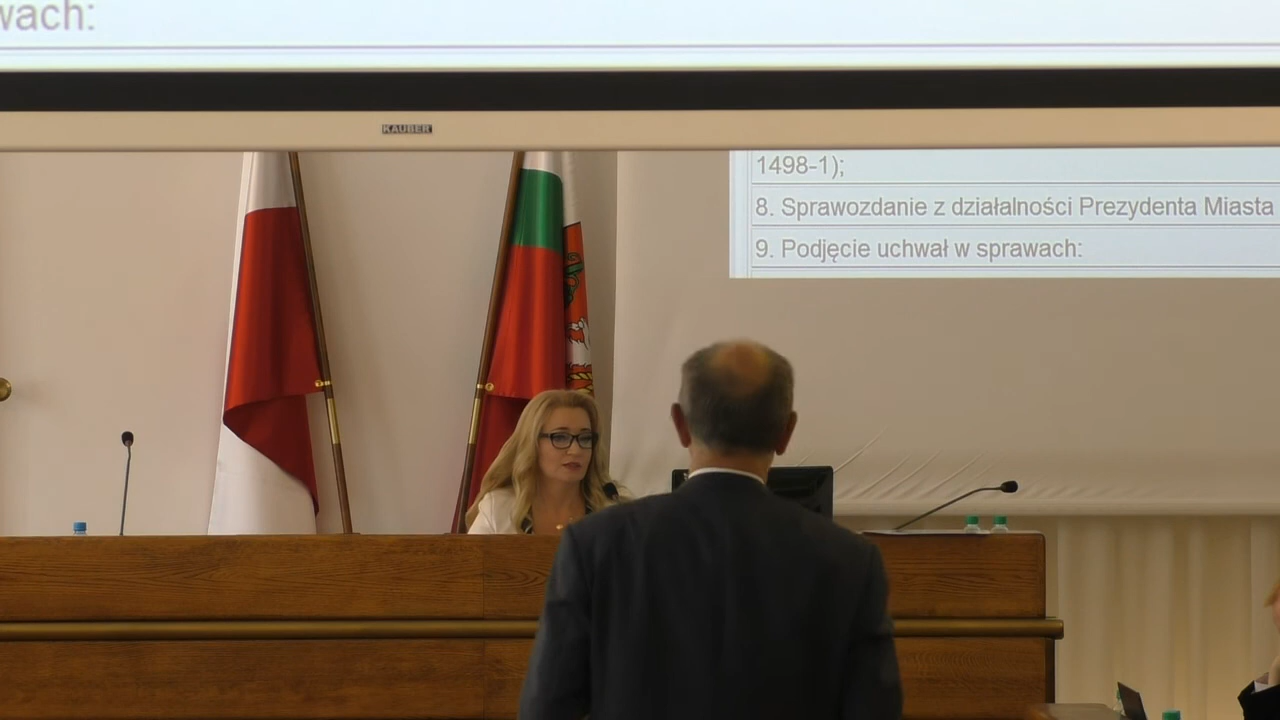 wach:
KAUBER
1498-1);
8. Sprawozdanie z działalności Prezydenta Miasta
9. Podjęcie uchwał w sprawach: